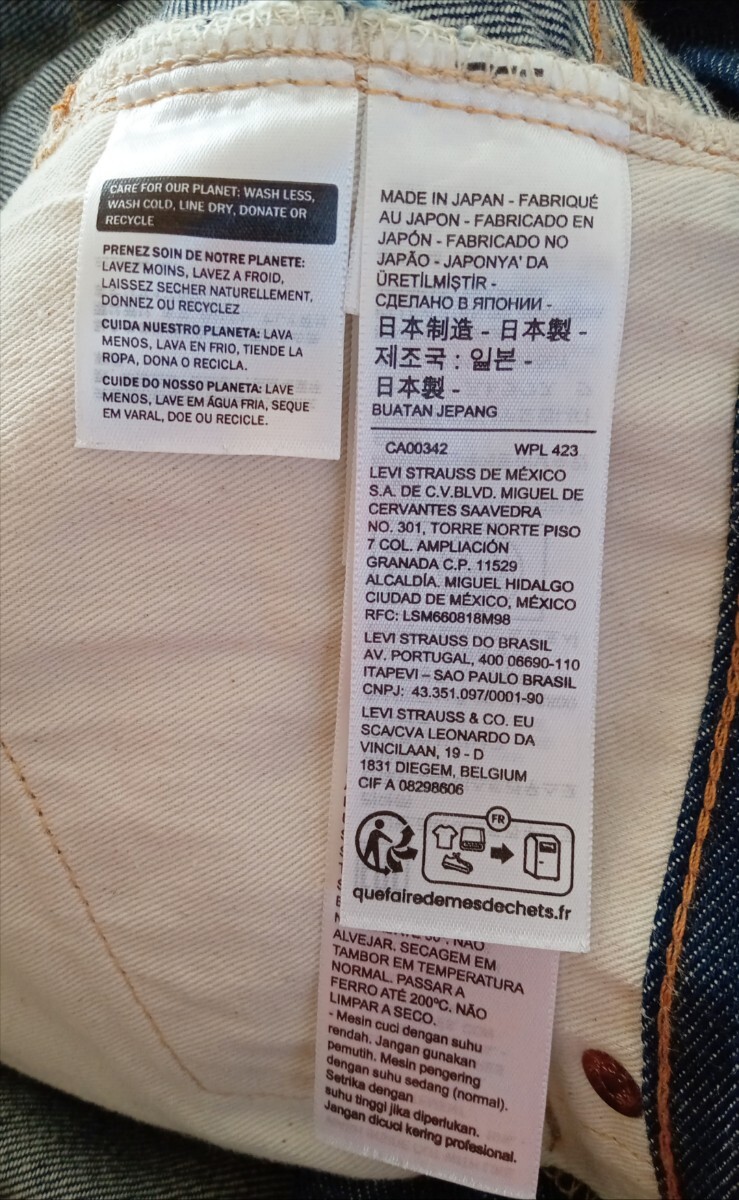 CARE FOR OUR PLANET: WASH LESS,
WASH COLD, LINE DRY, DONATE OR
RECYCLE
PRENEZ SOIN DE NOTRE PLANETE:
LAVEZ MOINS, LAVEZ A FROID,
LAISSEZ SECHER NATURELLEMENT,
DONNEZ OU RECYCLEZ
CUIDA NUESTRO PLANETA: LAVA
MENOS, LAVA EN FRIO, TIENDE LA
ROPA, DONA O RECICLA.
CUIDE DO NOSSO PLANETA: LAVE
MENOS, LAVE EM ÁGUA FRIA, SEQUE
EM VARAL, DOE OU RECICLE.
MADE IN JAPAN - FABRIQUÉ
AU JAPON - FABRICADO EN
JAPÓN - FABRICADO NO
JAPÃO - JAPONYA' DA
ÜRETİLMİŞTİR -
СДЕЛАНО В ЯПОНИИ -
日本制造 - 日本製 -
제조국 : 일본 -
日本製 -
BUATAN JEPANG
CA00342 WPL 423
LEVI STRAUSS DE MÉXICO
S.A. DE C.V.BLVD. MIGUEL DE
CERVANTES SAAVEDRA
NO. 301, TORRE NORTE PISO
7 COL. AMPLIACIÓN
GRANADA C.P. 11529
ALCALDÍA. MIGUEL HIDALGO
CIUDAD DE MÉXICO, MÉXICO
RFC: LSM660818M98
LEVI STRAUSS DO BRASIL
AV. PORTUGAL, 400 06690-110
ITAPEVI – SAO PAULO BRASIL
CNPJ: 43.351.097/0001-90
LEVI STRAUSS & CO. EU
SCA/CVA LEONARDO DA
VINCILAAN, 19 - D
1831 DIEGEM, BELGIUM
CIF A 08298606
FR
quefairedemesdechets.fr
NÃO
ALVEJAR. SECAGEM EM
TAMBOR EM TEMPERATURA
NORMAL. PASSAR A
FERRO ATÉ 200ºC. NÃO
LIMPAR A SECO.
- Mesin cuci dengan suhu
rendah. Jangan gunakan
pemutih. Mesin pengering
dengan suhu sedang (normal).
Setrika dengan
suhu tinggi jika diperlukan.
Jangan dicuci kering profesional.